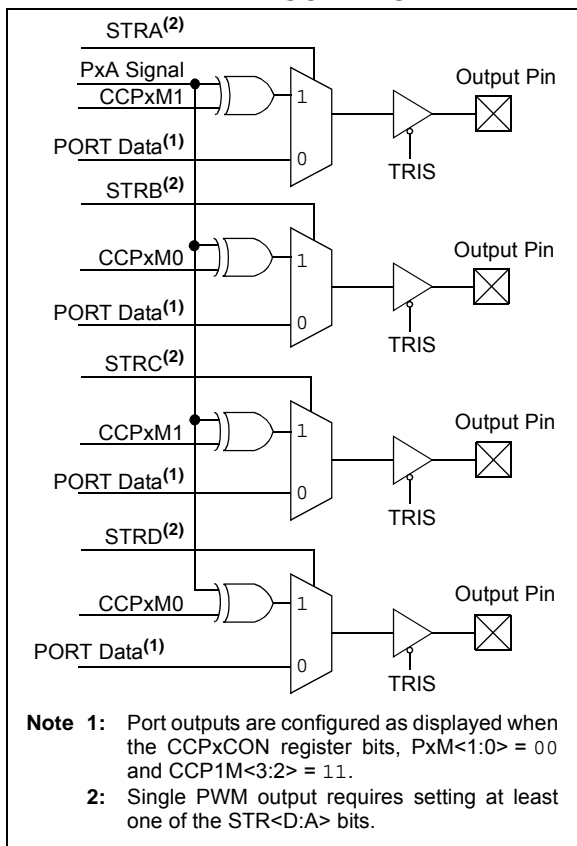 STRA(2)
PxA Signal
CCPxM1
1
PORT Data(1)
0
Output Pin
TRIS
STRB(2)
CCPxM0
1
PORT Data(1)
0
Output Pin
TRIS
STRC(2)
CCPxM1
1
PORT Data(1)
0
Output Pin
TRIS
STRD(2)
CCPxM0
1
PORT Data(1)
0
Output Pin
TRIS
Note 1: Port outputs are configured as displayed when
the CCPxCON register bits, PxM<1:0> = 00
and CCP1M<3:2> = 11.
2: Single PWM output requires setting at least
one of the STR<D:A> bits.